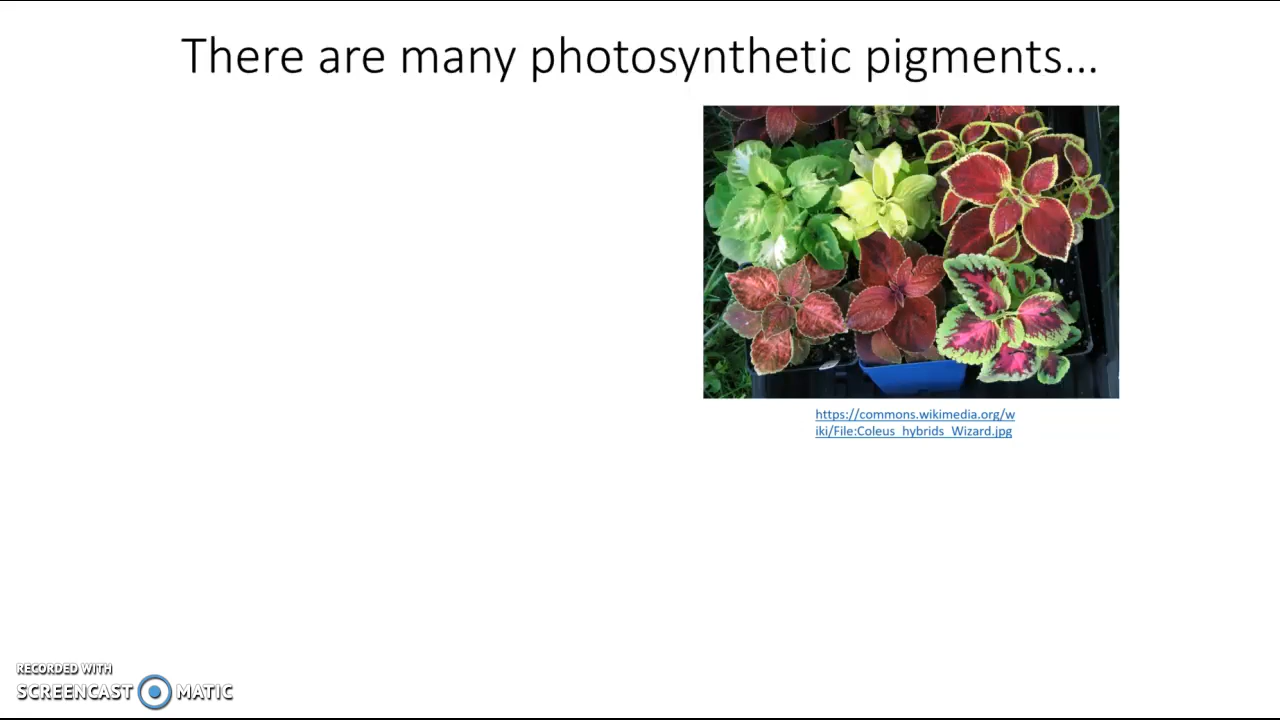 There are many photosynthetic pigments...
https://commons.wikimedia.org/w
iki/File:Coleus_hybrids_Wizard.jpg
RECORDED WITH
SCREENCAST MATIC